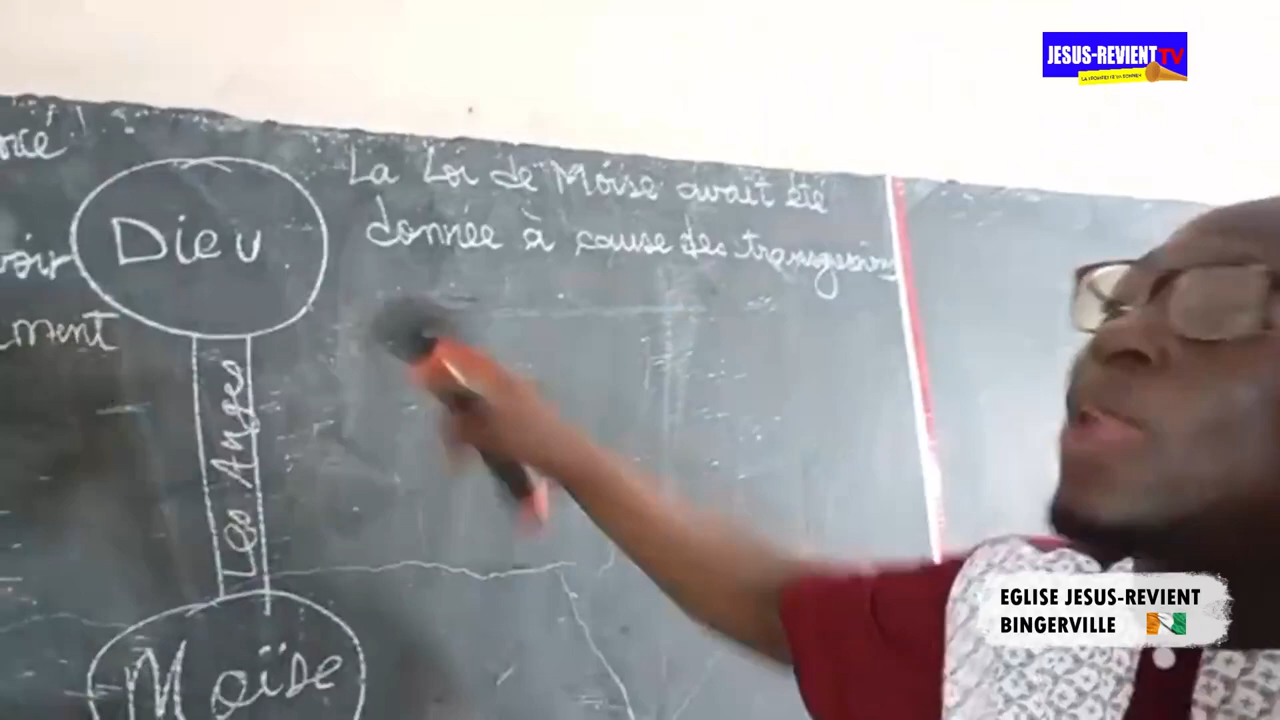 JESUS-REVIENT TV
Dieu
La Loi de Moïse avait été
donnée à cause des transgressions
voir
ment
Les Anges
Moïse
EGLISE JESUS-REVIENT
BINGERVILLE